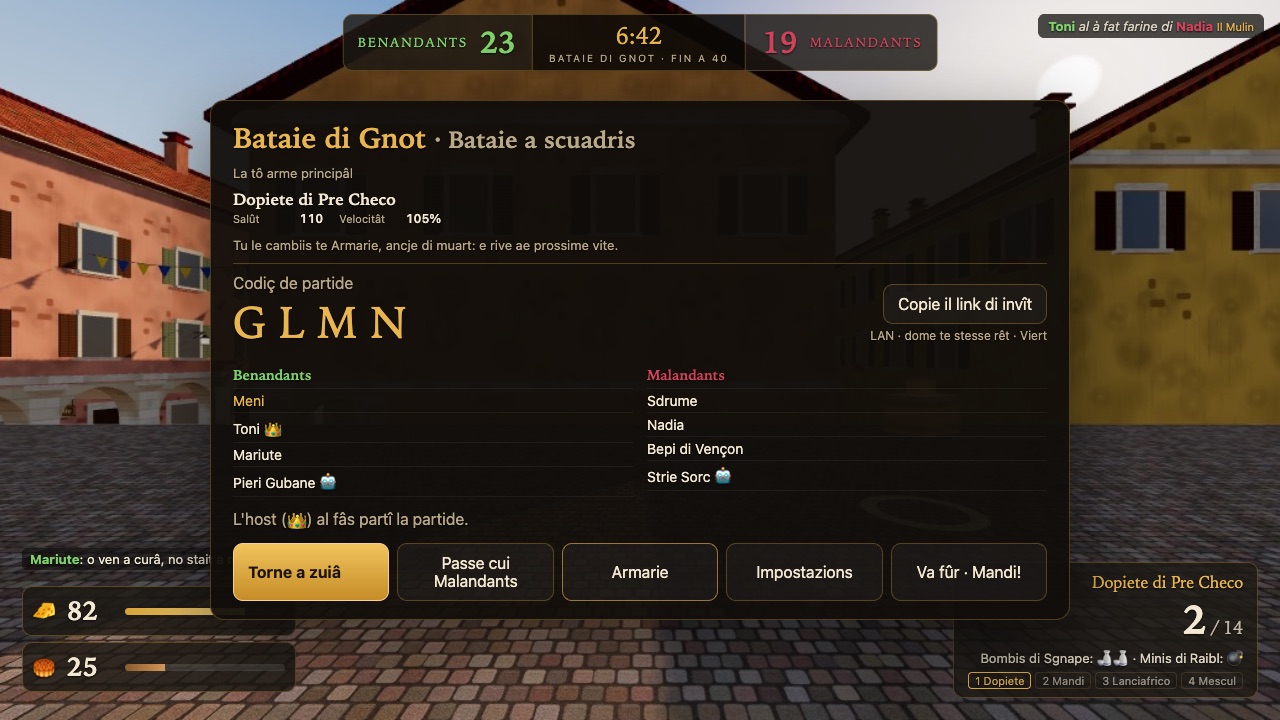 BENANDANTS 23
6:42
BATAIE DI GNOT · FIN A 40
19 MALANDANTS
Toni al à fat farine di Nadia Il Mulin
Bataie di Gnot · Bataie a scuadris
La tô arme principâl
Dopiete di Pre Checo
Salût 110 Velocitât 105%
Tu le cambiis te Armarie, ancje di muart: e rive ae prossime vite.
Codiç de partide
GLMN
Copie il link di invît
LAN · dome te stesse rêt · Viert
Benandants
Meni
Toni
Mariute
Pieri Gubane
Malandants
Sdrume
Nadia
Bepi di Vençon
Strie Sorc
L'host (👑) al fâs partî la partide.
Torne a zuiâ
Passe cui
Malandants
Armarie
Impostazions
Va fûr · Mandi!
Mariute: o ven a curâ, no stait
82
25
Dopiete di Pre Checo
2 / 14
Bombis di Sgnape: · Minis di Raibl:
1 Dopiete 2 Mandi 3 Lanciafrico 4 Mescul